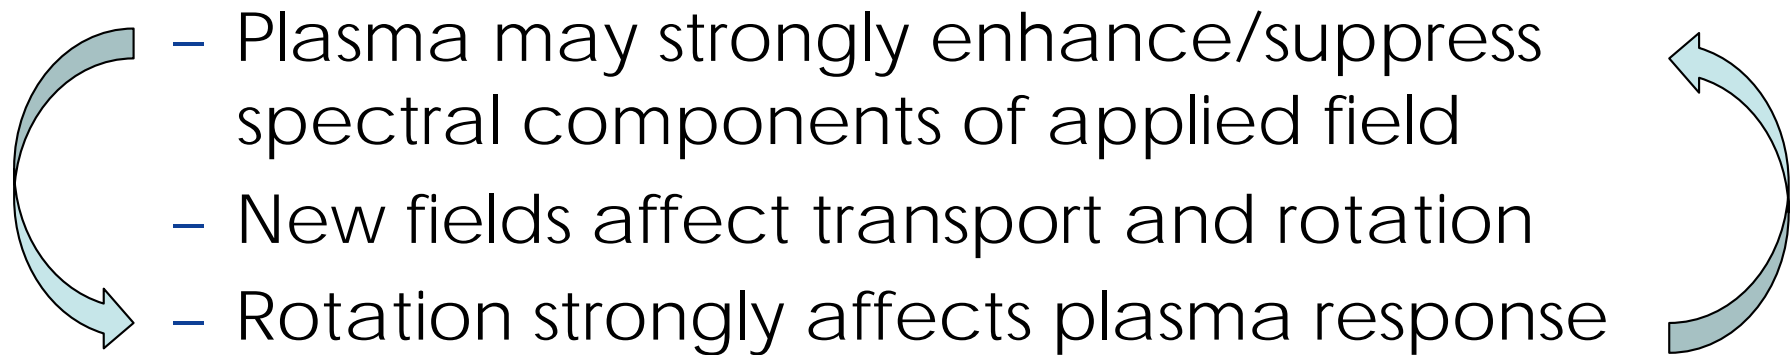 – Plasma may strongly enhance/suppress
spectral components of applied field
– New fields affect transport and rotation
– Rotation strongly affects plasma response